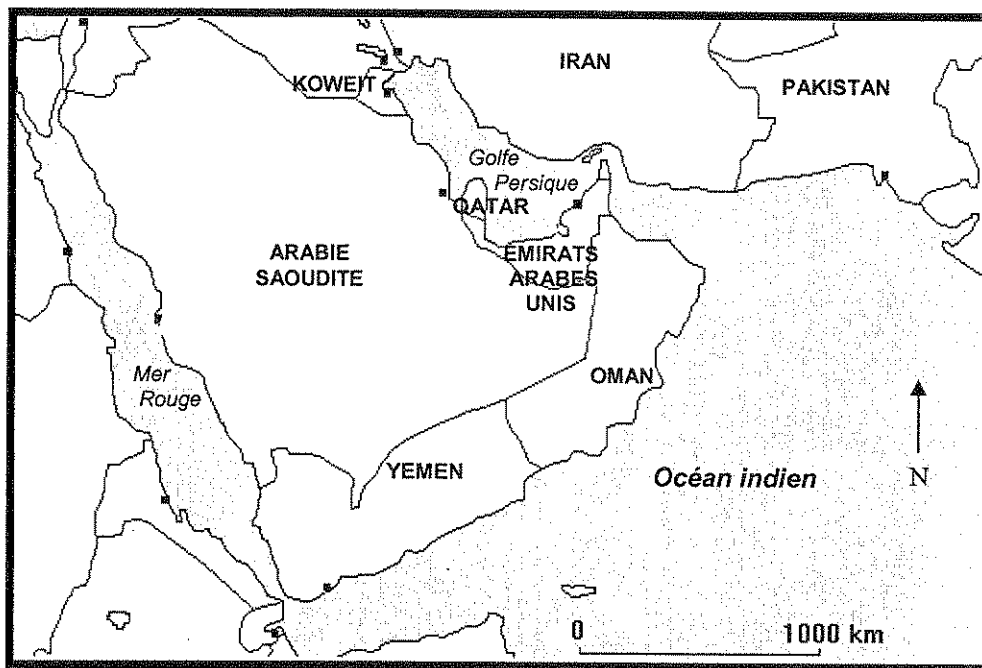 IRAN
KOWEIT
PAKISTAN
Golfe
Persique
QATAR
ARABIE
SAOUDITE
EMIRATS
ARABES
UNIS
Mer
Rouge
OMAN
YEMEN
Océan indien
N
0 1000 km